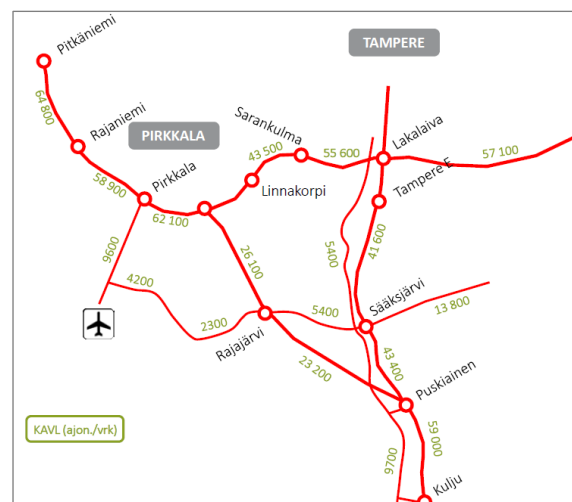 TAMPERE
Pitkäniemi
64 800
Rajaniemi
PIRKKALA
58 900
Pirkkala
62 100
Sarankulma
43 500
Linnakorpi
55 600
Lakalaiva
57 100
Tampere E
41 600
5400
26 100
9600
4200
2300
Rajajärvi
5400
Sääksjärvi
13 800
43 400
23 200
Puskiainen
59 000
9700
Kulju
KAVL (ajon./vrk)